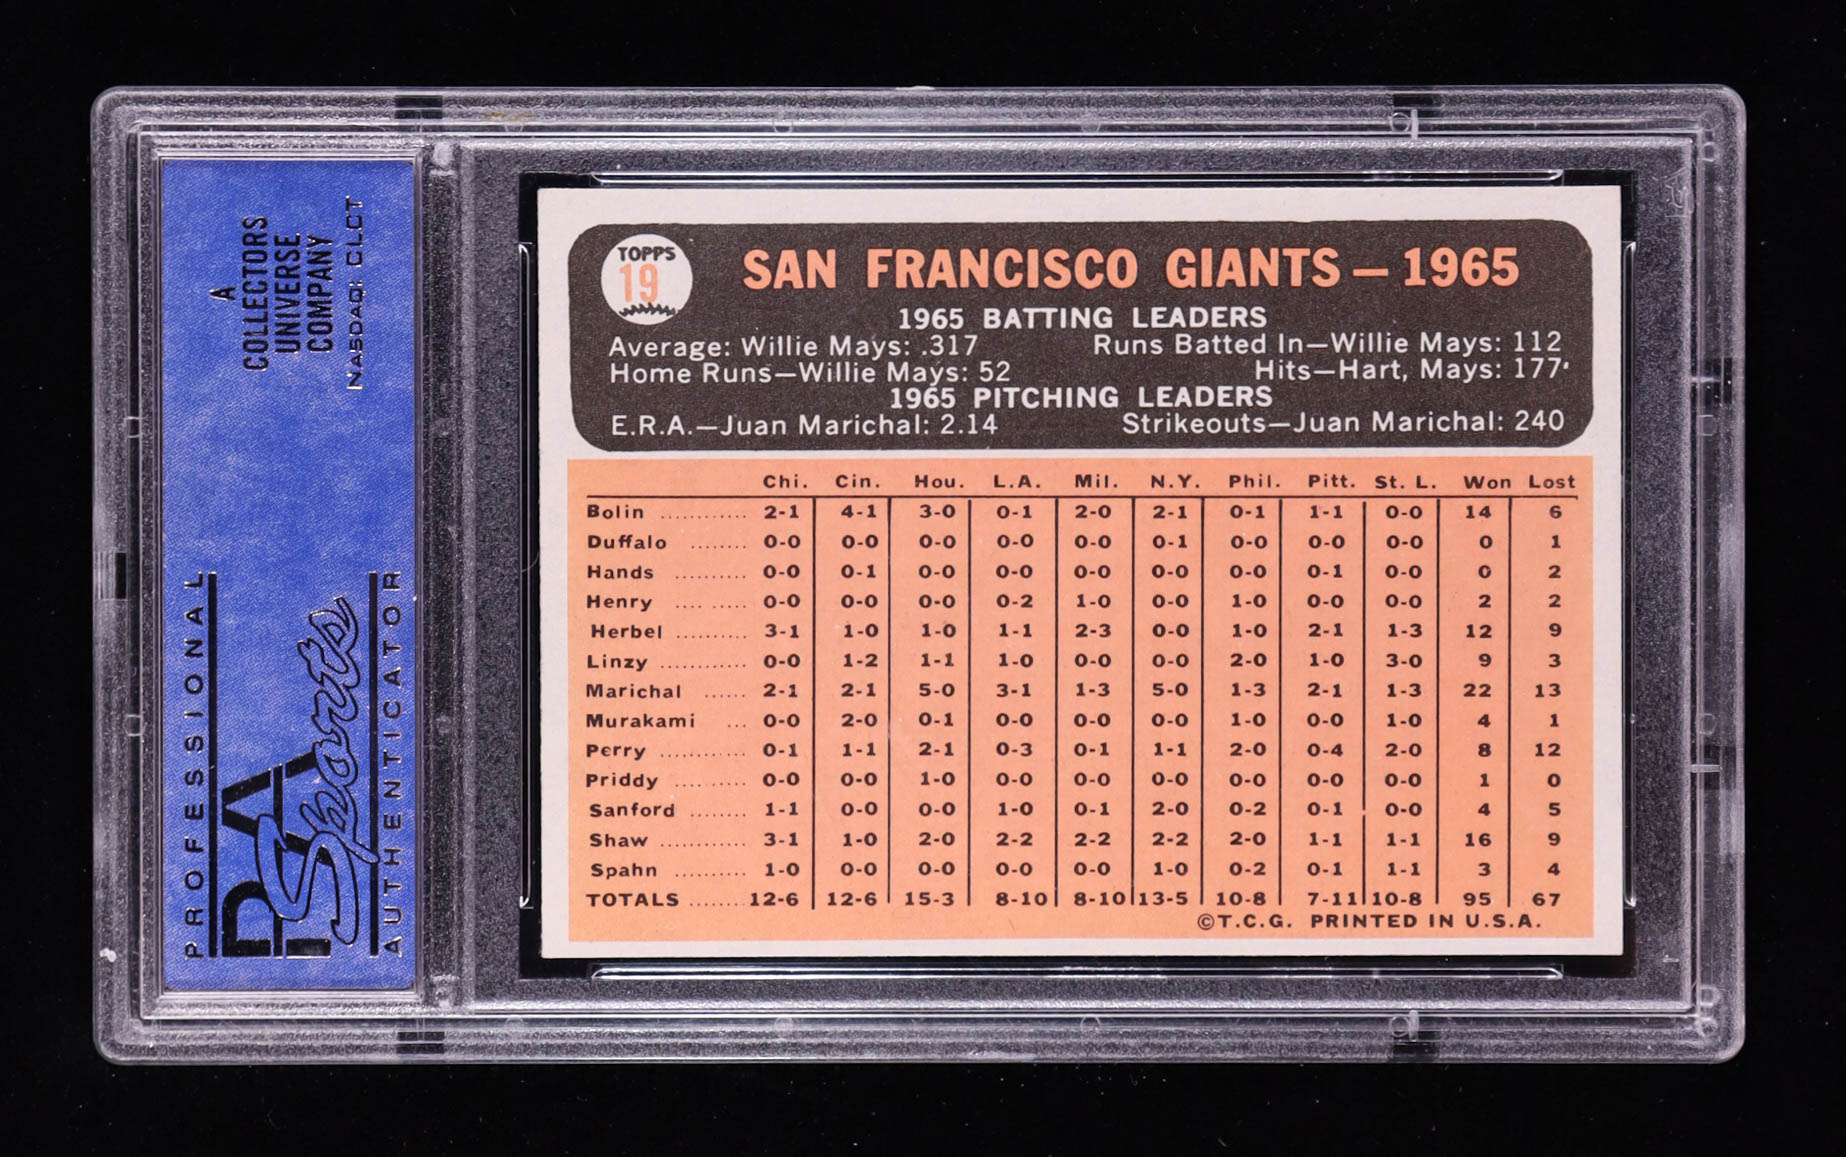 A
COLLECTORS
UNIVERSE
COMPANY
NASDAQ: CLCT
PROFESSIONAL
PSA
Sports
AUTHENTICATOR
TOPPS
19
SAN FRANCISCO GIANTS — 1965
1965 BATTING LEADERS
Average: Willie Mays: .317 Runs Batted In—Willie Mays: 112
Home Runs—Willie Mays: 52 Hits—Hart, Mays: 177
1965 PITCHING LEADERS
E.R.A.—Juan Marichal: 2.14 Strikeouts—Juan Marichal: 240
Chi. Cin. Hou. L.A. Mil. N.Y. Phil. Pitt. St. L. Won Lost
Bolin ............ 2-1 4-1 3-0 0-1 2-0 2-1 0-1 1-1 0-0 14 6
Duffalo ........ 0-0 0-0 0-0 0-0 0-0 0-1 0-0 0-0 0-0 0 1
Hands .......... 0-0 0-1 0-0 0-0 0-0 0-0 0-0 0-1 0-0 0 2
Henry .... ..... 0-0 0-0 0-0 0-2 1-0 0-0 1-0 0-0 0-0 2 2
Herbel .......... 3-1 1-0 1-0 1-1 2-3 0-0 1-0 2-1 1-3 12 9
Linzy ............ 0-0 1-2 1-1 1-0 0-0 0-0 2-0 1-0 3-0 9 3
Marichal ...... 2-1 2-1 5-0 3-1 1-3 5-0 1-3 2-1 1-3 22 13
Murakami ... 0-0 2-0 0-1 0-0 0-0 0-0 1-0 0-0 1-0 4 1
Perry ............ 0-1 1-1 2-1 0-3 0-1 1-1 2-0 0-4 2-0 8 12
Priddy .......... 0-0 0-0 1-0 0-0 0-0 0-0 0-0 0-0 0-0 1 0
Sanford ........ 1-1 0-0 0-0 1-0 0-1 2-0 0-2 0-1 0-0 4 5
Shaw ............ 3-1 1-0 2-0 2-2 2-2 2-2 2-0 1-1 1-1 16 9
Spahn .......... 1-0 0-0 0-0 0-0 0-0 1-0 0-2 0-1 1-1 3 4
TOTALS ........ 12-6 12-6 15-3 8-10 8-10 13-5 10-8 7-11 10-8 95 67
©T.C.G. PRINTED IN U.S.A.